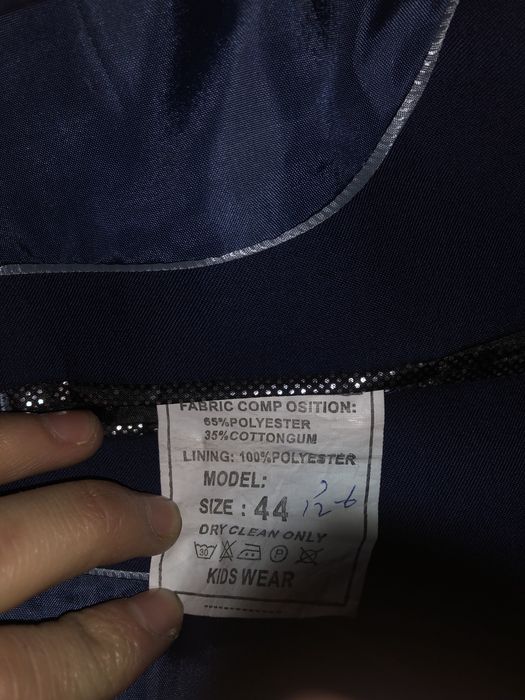 FABRIC COMP OSITION:
65%POLYESTER
35%COTTONGUM
LINING: 100%POLYESTER
MODEL:
SIZE : 44 12-6
DRY CLEAN ONLY
30 P
KIDS WEAR